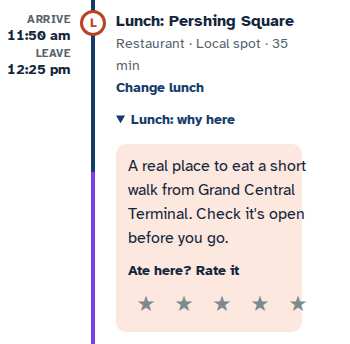 ARRIVE
11:50 am
LEAVE
12:25 pm
L
Lunch: Pershing Square
Restaurant · Local spot · 35
min
Change lunch
▼ Lunch: why here
A real place to eat a short
walk from Grand Central
Terminal. Check it's open
before you go.
Ate here? Rate it
★ ★ ★ ★ ★